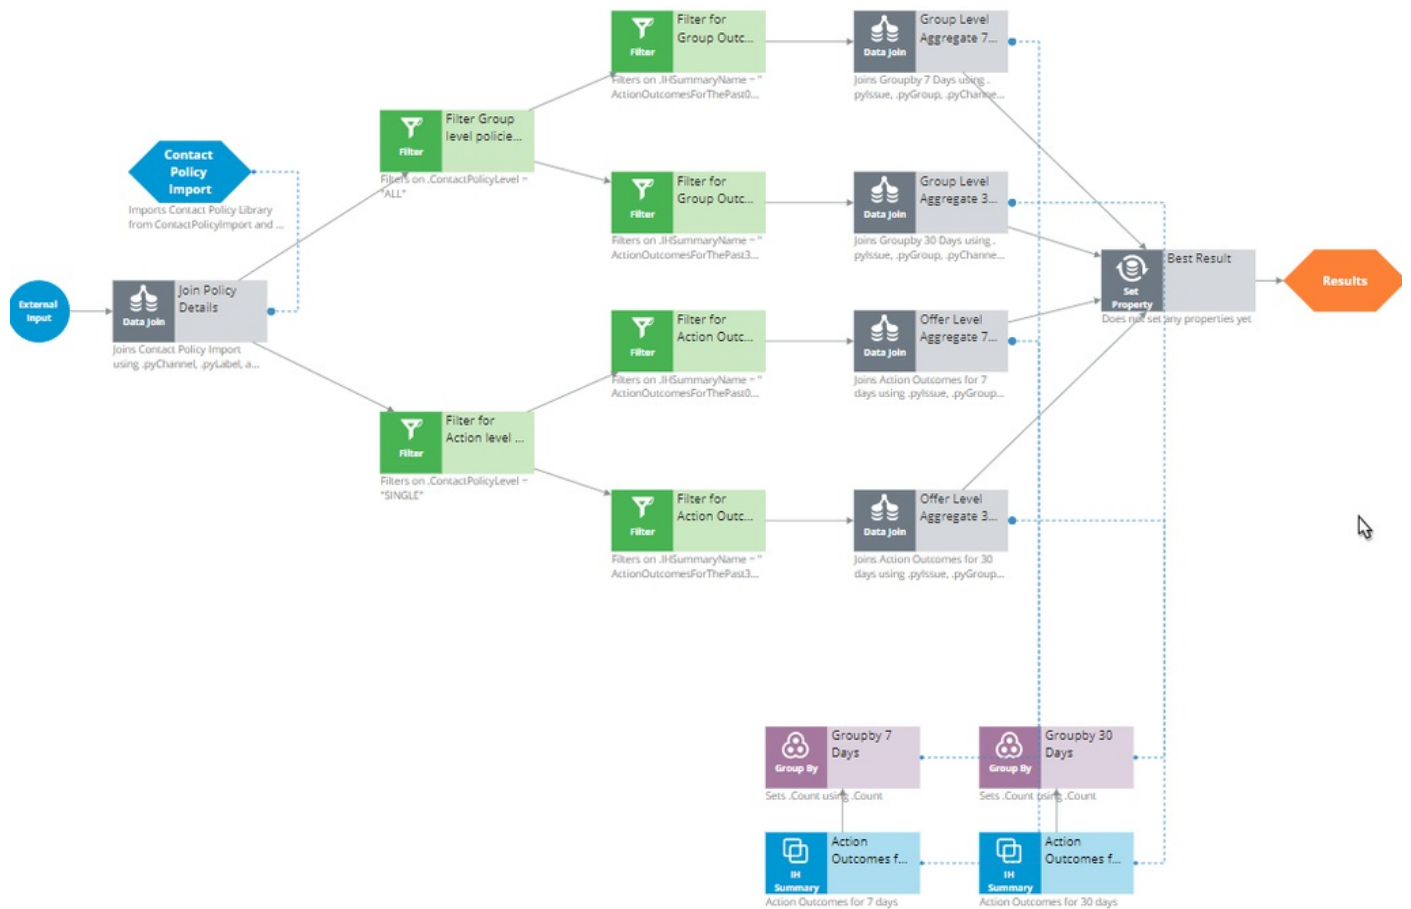 Filter
Filter for
Group Outc...
Filters on .IHSummaryName = "
ActionOutcomesForThePast0...
Data Join
Group Level
Aggregate 7...
Joins Groupby 7 Days using .
pyIssue, .pyGroup, .pyChanne...
Filter
Filter Group
level policie...
Filters on .ContactPolicyLevel =
"ALL"
Contact
Policy
Import
Imports Contact Policy Library
from ContactPolicyImport and ...
Filter
Filter for
Group Outc...
Filters on .IHSummaryName = "
ActionOutcomesForThePast3...
Data Join
Group Level
Aggregate 3...
Joins Groupby 30 Days using .
pyIssue, .pyGroup, .pyChanne...
External
Input
Data Join
Join Policy
Details
Joins Contact Policy Import
using .pyChannel, .pyLabel, a...
Set
Property
Best Result
Does not set any properties yet
Results
Filter
Filter for
Action Outc...
Filters on .IHSummaryName = "
ActionOutcomesForThePast0...
Data Join
Offer Level
Aggregate 7...
Joins Action Outcomes for 7
days using .pyIssue, .pyGroup...
Filter
Filter for
Action level ...
Filters on .ContactPolicyLevel =
"SINGLE"
Filter
Filter for
Action Outc...
Filters on .IHSummaryName = "
ActionOutcomesForThePast3...
Data Join
Offer Level
Aggregate 3...
Joins Action Outcomes for 30
days using .pyIssue, .pyGroup...
Group By
Groupby 7
Days
Sets .Count using .Count
Group By
Groupby 30
Days
Sets .Count using .Count
IH
Summary
Action
Outcomes f...
Action Outcomes for 7 days
IH
Summary
Action
Outcomes f...
Action Outcomes for 30 days